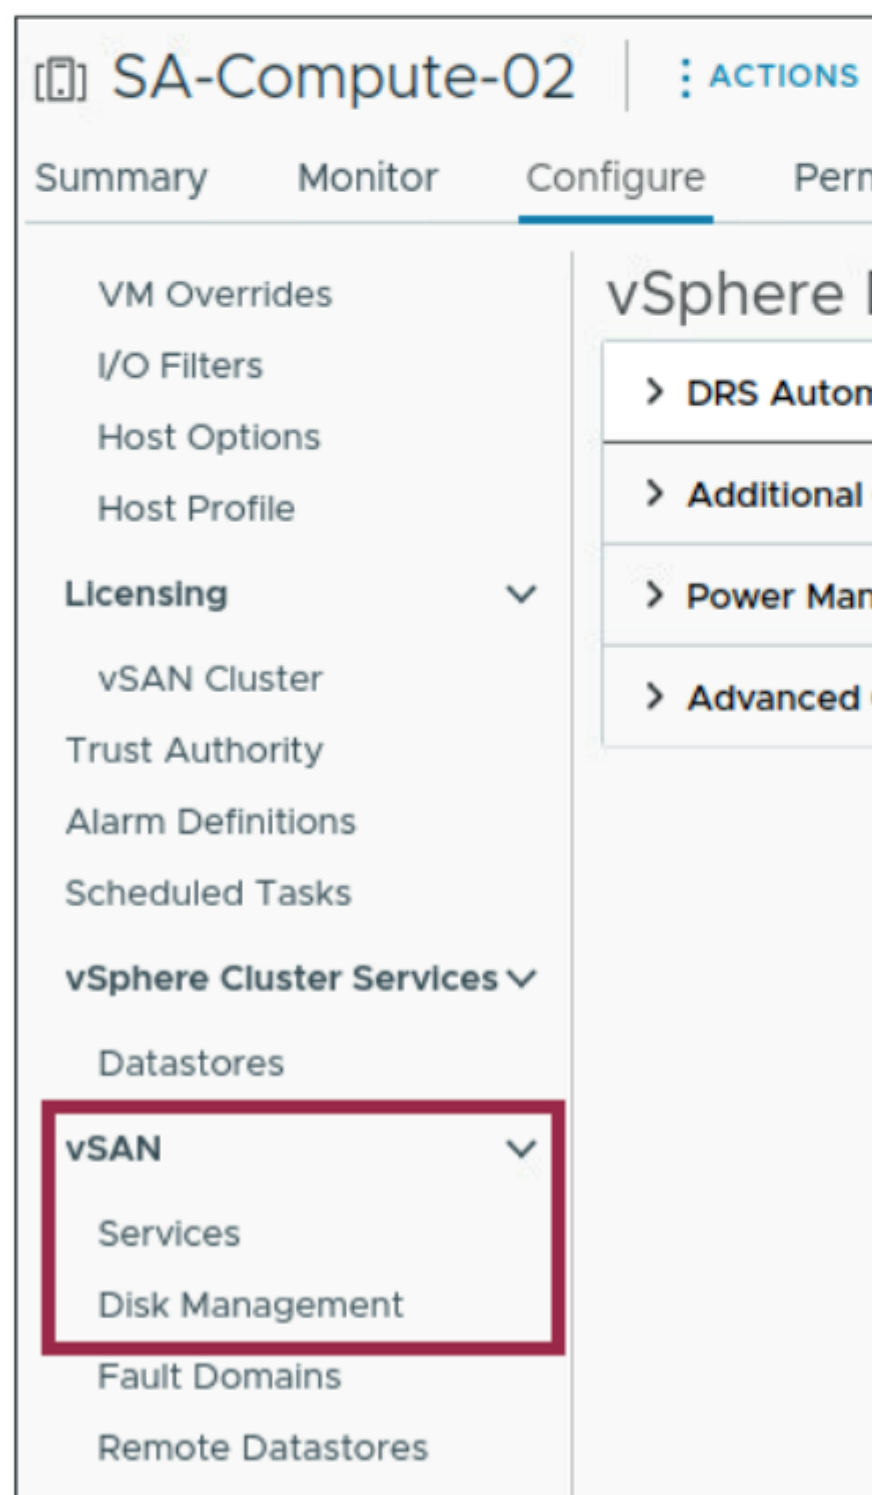 SA-Compute-02 ACTIONS
Summary Monitor Configure
VM Overrides
I/O Filters
Host Options
Host Profile
Licensing
vSAN Cluster
Trust Authority
Alarm Definitions
Scheduled Tasks
vSphere Cluster Services
Datastores
vSAN
Services
Disk Management
Fault Domains
Remote Datastores
vSphere
DRS
Additional
Power
Advanced